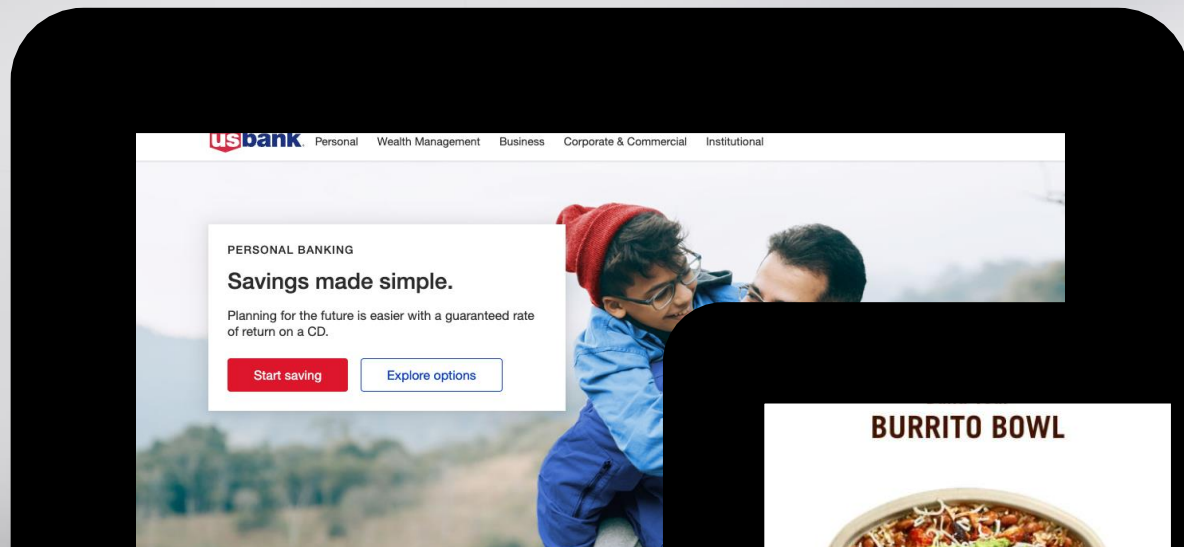 usbank. Personal Wealth Management Business Corporate & Commercial Institutional
PERSONAL BANKING
Savings made simple.
Planning for the future is easier with a guaranteed rate
of return on a CD.
Start saving Explore options
BURRITO BOWL